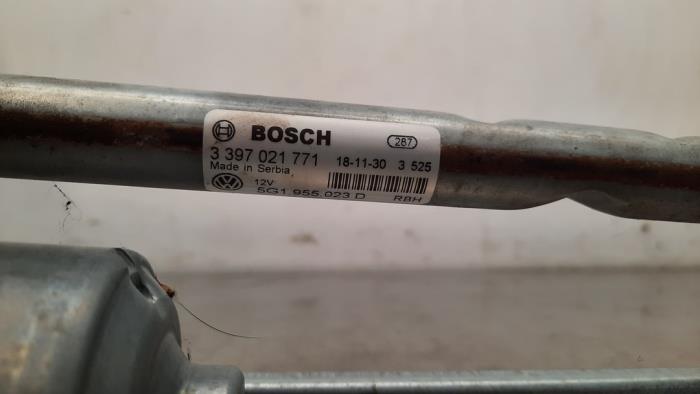 BOSCH 287
3 397 021 771 18-11-30 3 525
Made in Serbia
12V
5G1 955 023 D RBH